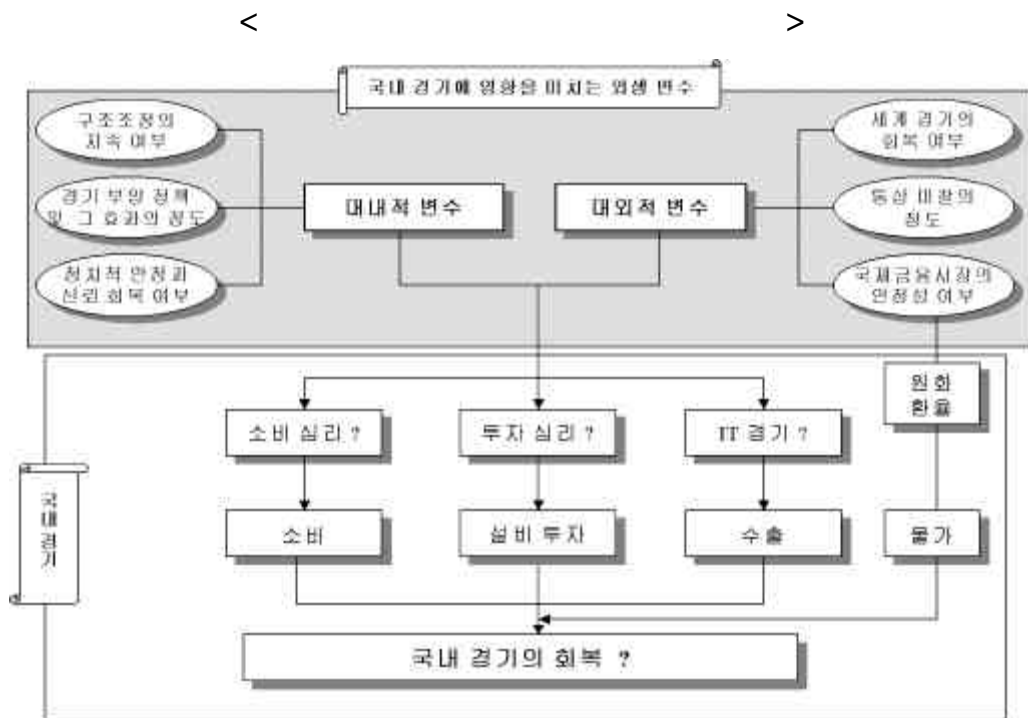 < >
국내 경기에 영향을 미치는 외생 변수
구조조정의
지속 여부
세계 경기의
회복 여부
경기 부양 정책
및 그 효과의 정도
대내적 변수
대외적 변수
통상 마찰의
정도
정치적 안정과
신뢰 회복 여부
국제금융시장의
안정성 여부
원화
환율
소비 심리 ?
투자 심리 ?
IT 경기 ?
국내경기
소비
설비 투자
수출
물가
국내 경기의 회복 ?